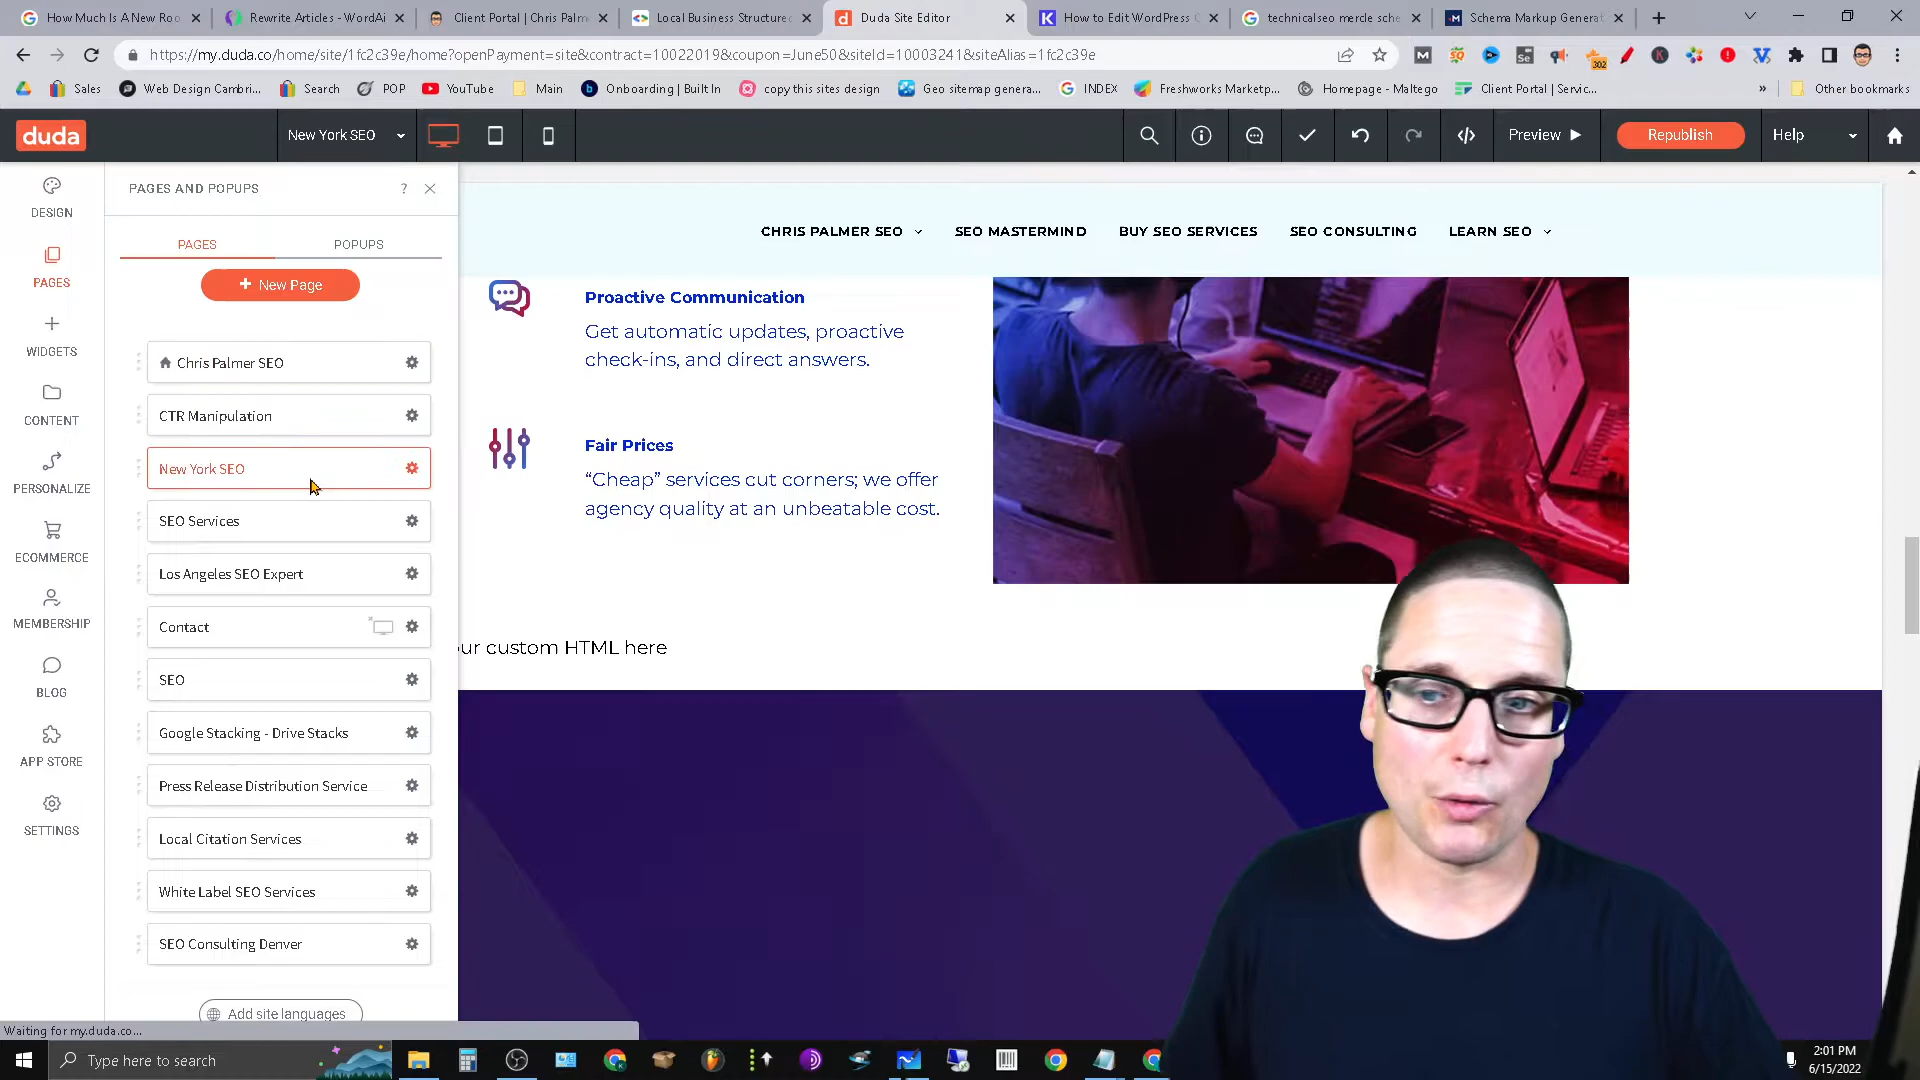 How Much Is A New Roo
Rewrite Articles - WordAi
Client Portal | Chris Palm
Local Business Structured
Duda Site Editor
How to Edit WordPress
technicalseo mercle sche
Schema Markup Generat
https://my.duda.co/home/site/1fc2c39e/home?openPayment=site&contract=10022019&coupon=June50&siteId=10003241&siteAlias=1fc2c39e
302
Sales
Web Design Cambri...
Search
POP
YouTube
Main
Onboarding | Built In
copy this sites design
Geo sitemap genera...
INDEX
Freshworks Marketp...
Homepage - Maltego
Client Portal | Servic...
»
Other bookmarks
duda
New York SEO
Preview
Republish
Help
DESIGN
PAGES
WIDGETS
CONTENT
PERSONALIZE
ECOMMERCE
MEMBERSHIP
BLOG
APP STORE
SETTINGS
PAGES AND POPUPS
?
PAGES
POPUPS
+ New Page
Chris Palmer SEO
CTR Manipulation
New York SEO
SEO Services
Los Angeles SEO Expert
Contact
SEO
Google Stacking - Drive Stacks
Press Release Distribution Service
Local Citation Services
White Label SEO Services
SEO Consulting Denver
Add site languages
CHRIS PALMER SEO
SEO MASTERMIND
BUY SEO SERVICES
SEO CONSULTING
LEARN SEO
Proactive Communication
Get automatic updates, proactive
check-ins, and direct answers.
Fair Prices
“Cheap” services cut corners; we offer
agency quality at an unbeatable cost.
our custom HTML here
Waiting for my.duda.co...
Type here to search
2:01 PM
6/15/2022